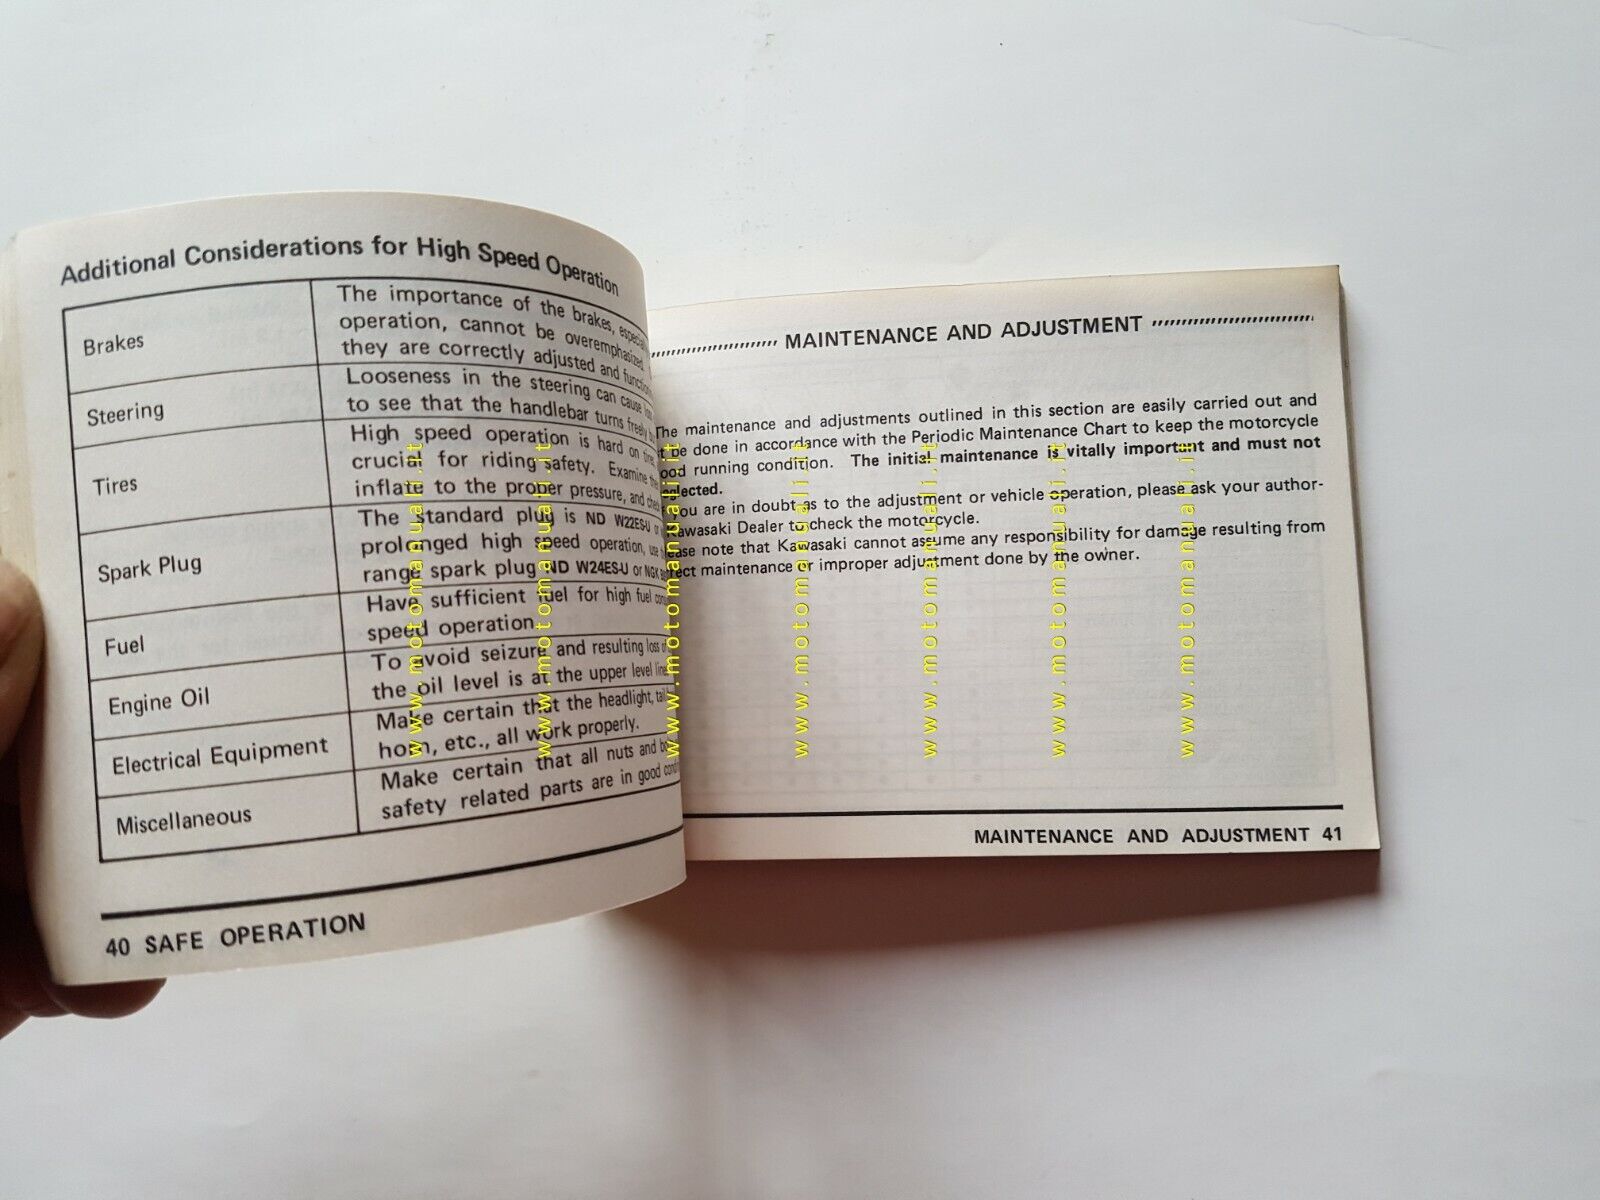 Additional Considerations for High Speed Operation
Brakes
The importance of the brakes,
operation, cannot be overemphasized.
they are correctly adjusted and
Steering
Looseness in the steering can cause
to see that the handlebar turns freely
Tires
High speed operation is hard on tires,
crucial for riding safety. Examine
inflate to the proper pressure, and
Spark Plug
The standard plug is ND W22ES-U or
prolonged high speed operation, use
range spark plug ND W24ES-U or NGK
Fuel
Have sufficient fuel for high fuel
speed operation.
Engine Oil
To avoid seizure and resulting loss of
the oil level is at the upper level
Electrical Equipment
Make certain that the headlight,
horn, etc., all work properly.
Miscellaneous
Make certain that all nuts and
safety related parts are in good
40 SAFE OPERATION
MAINTENANCE AND ADJUSTMENT
The maintenance and adjustments outlined in this section are easily carried out and
be done in accordance with the Periodic Maintenance Chart to keep the motorcycle
running condition. The initial maintenance is vitally important and must not
you are in doubt as to the adjustment or vehicle operation, please ask your author-
Kawasaki Dealer to check the motorcycle.
note that Kawasaki cannot assume any responsibility for damage resulting from
maintenance or improper adjustment done by the owner.
MAINTENANCE AND ADJUSTMENT 41
www.motomanuali.it
www.motomanuali.it
www.motomanuali.it
www.motomanuali.it
www.motomanuali.it
www.motomanuali.it
www.motomanuali.it